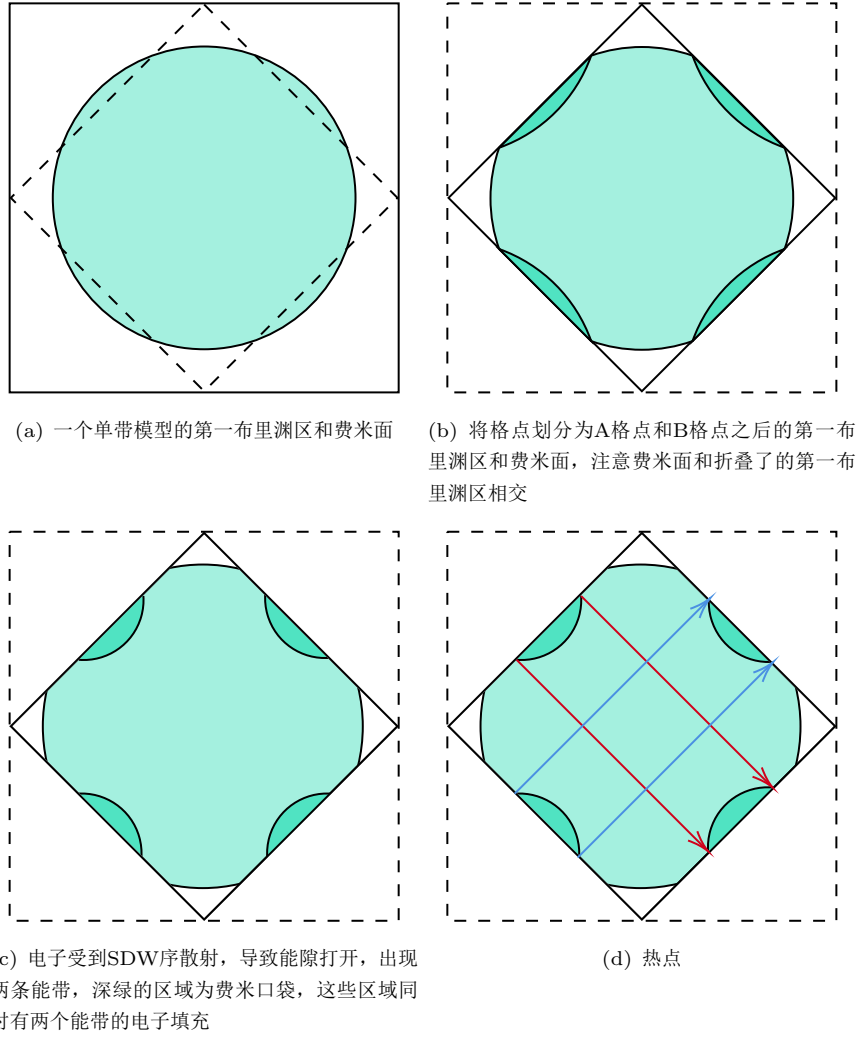 (a) 一个单带模型的第一布里渊区和费米面
(b) 将格点划分为A格点和B格点之后的第一布
里渊区和费米面，注意费米面和折叠了的第一布
里渊区相交
c) 电子受到SDW序散射，导致能隙打开，出现
两条能带，深绿的区域为费米口袋，这些区域同
时有两个能带的电子填充
(d) 热点